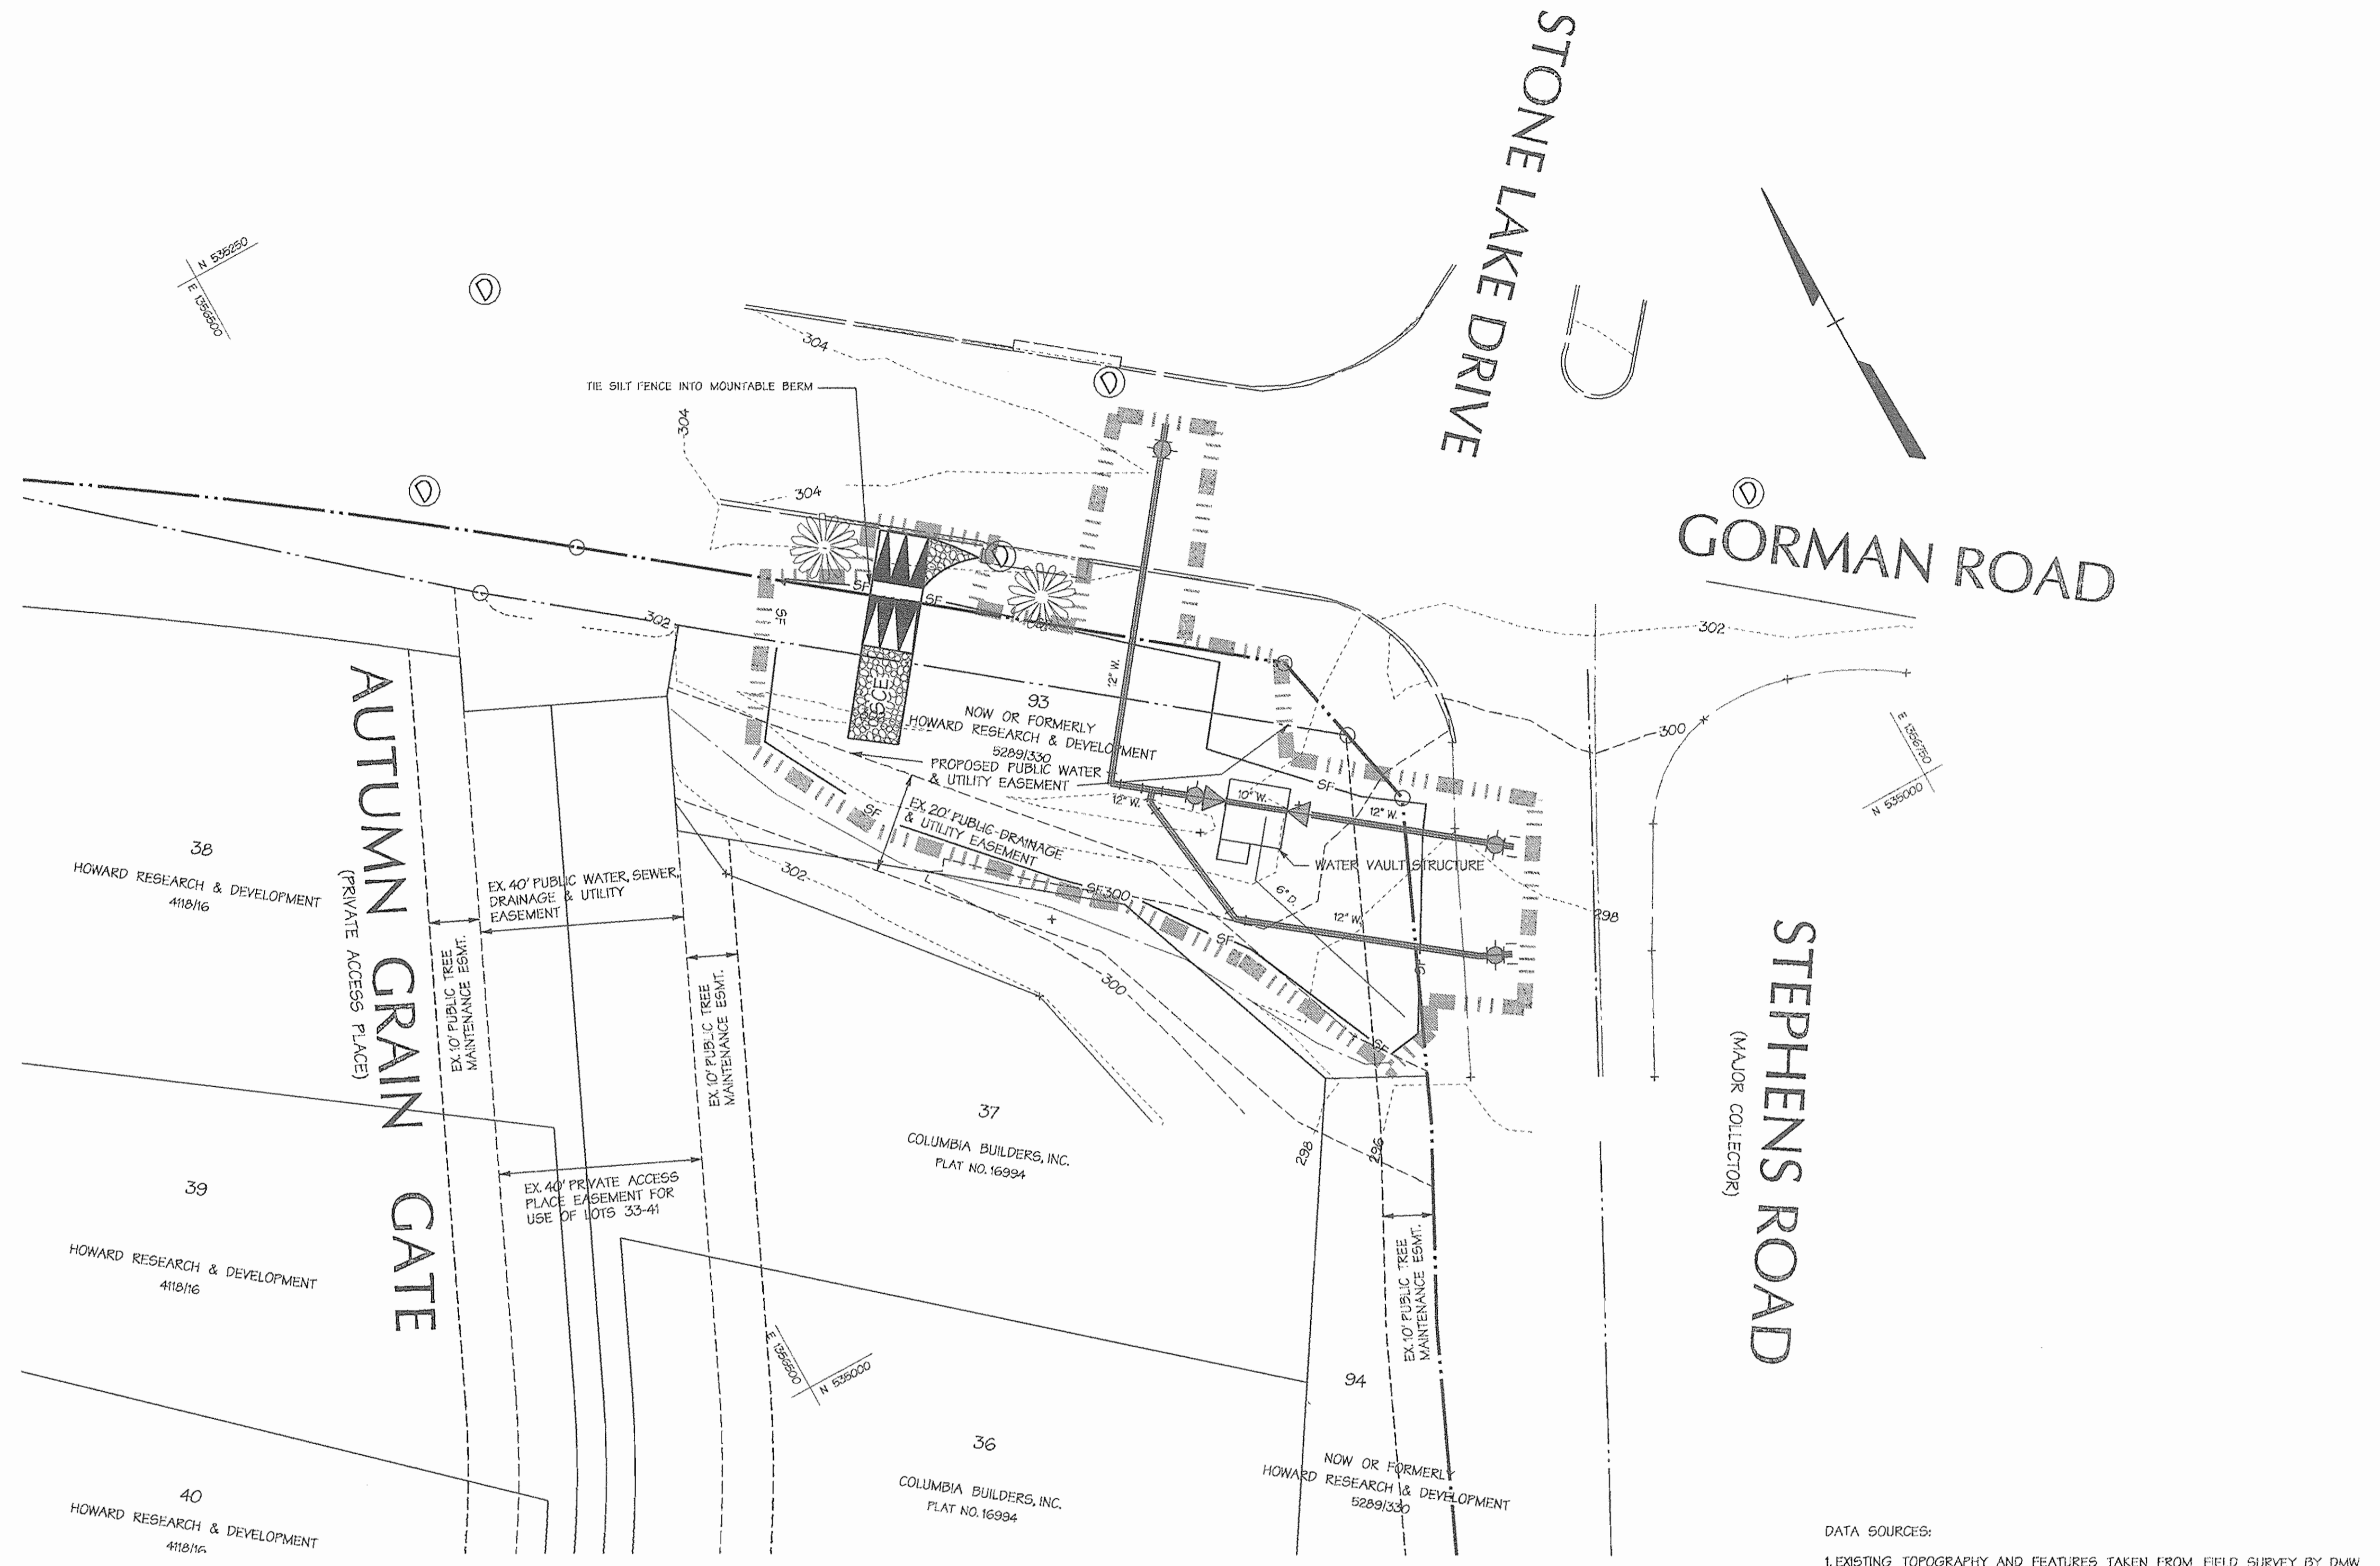 STONE LAKE DRIVE
N 535250
E 1356500
D
304
D
TIE SILT FENCE INTO MOUNTABLE BERM
304
304
D
D
GORMAN ROAD
D
SF
SF
SF
302
302
12" W.
SCE
93
NOW OR FORMERLY
HOWARD RESEARCH & DEVELOPMENT
5289/330
PROPOSED PUBLIC WATER
& UTILITY EASEMENT
300
E 1356750
N 535000
SF
12" W.
10" W.
12" W.
SF
EX. 20' PUBLIC DRAINAGE
& UTILITY EASEMENT
WATER VAULT STRUCTURE
AUTUMN GRAIN GATE
(PRIVATE ACCESS PLACE)
38
HOWARD RESEARCH & DEVELOPMENT
4118/16
EX. 40' PUBLIC WATER, SEWER,
DRAINAGE & UTILITY
EASEMENT
302
SF
300
6" D.
12" W.
298
SF
SF
SF
300
EX. 10' PUBLIC TREE
MAINTENANCE ESMT.
EX. 10' PUBLIC TREE
MAINTENANCE ESMT.
STEPHENS ROAD
(MAJOR COLLECTOR)
37
COLUMBIA BUILDERS, INC.
PLAT NO. 16994
298
296
39
HOWARD RESEARCH & DEVELOPMENT
4118/16
EX. 40' PRIVATE ACCESS
PLACE EASEMENT FOR
USE OF LOTS 33-41
EX. 10' PUBLIC TREE
MAINTENANCE ESMT.
E 1356500
N 535000
94
NOW OR FORMERLY
HOWARD RESEARCH & DEVELOPMENT
5289/330
36
COLUMBIA BUILDERS, INC.
PLAT NO. 16994
40
HOWARD RESEARCH & DEVELOPMENT
4118/16
DATA SOURCES:
1. EXISTING TOPOGRAPHY AND FEATURES TAKEN FROM FIELD SURVEY BY DMW